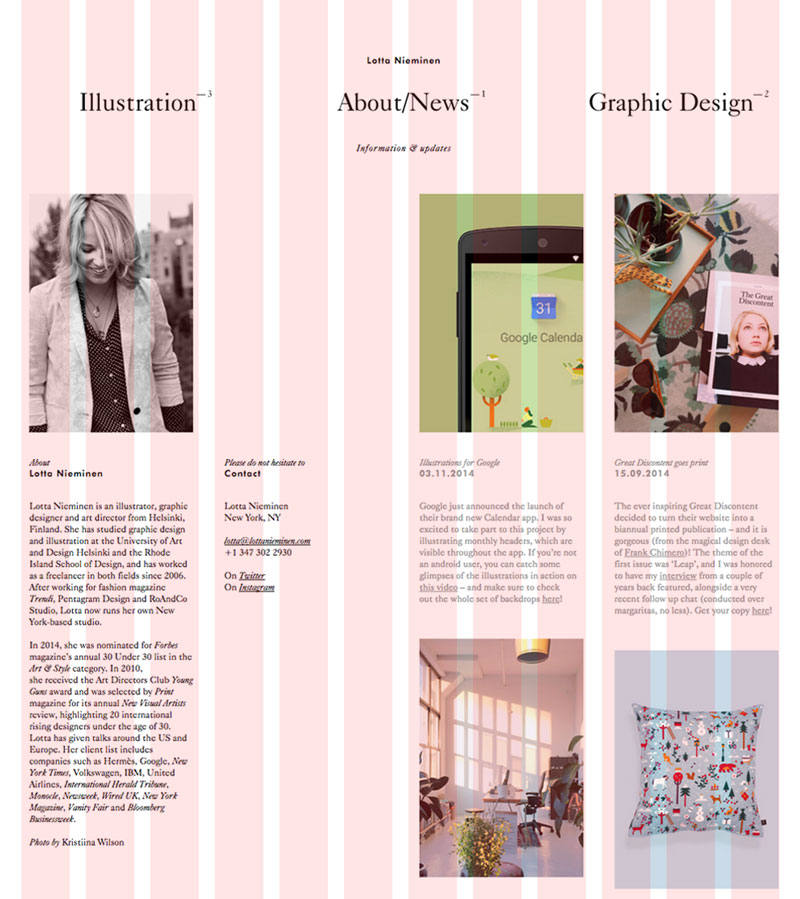 Lotta Nieminen
Illustration—3
About/News—1
Graphic Design—2
Information & updates
About
Lotta Nieminen
Lotta Nieminen is an illustrator, graphic
designer and art director from Helsinki,
Finland. She has studied graphic design
and illustration at the University of Art
and Design Helsinki and the Rhode
Island School of Design, and has worked
as a freelancer in both fields since 2006.
After working for fashion magazine
Trendi, Pentagram Design and RoAndCo
Studio, Lotta now runs her own New
York-based studio.
In 2014, she was nominated for Forbes
magazine's annual 30 Under 30 list in the
Art & Style category. In 2010,
she received the Art Directors Club Young
Guns award and was selected by Print
magazine for its annual New Visual Artists
review, highlighting 20 international
rising designers under the age of 30.
Lotta has given talks around the US and
Europe. Her client list includes
companies such as Hermès, Google, New
York Times, Volkswagen, IBM, United
Airlines, International Herald Tribune,
Monocle, Newsweek, Wired UK, New York
Magazine, Vanity Fair and Bloomberg
Businessweek.
Photo by Kristiina Wilson
Please do not hesitate to
Contact
Lotta Nieminen
New York, NY
lotta@lottanieminen.com
+1 347 302 2930
On Twitter
On Instagram
31
Google Calenda
Illustrations for Google
03.11.2014
Google just announced the launch of
their brand new Calendar app. I was so
excited to take part to this project by
illustrating monthly headers, which are
visible throughout the app. If you're not
an android user, you can catch some
glimpses of the illustrations in action on
this video – and make sure to check
out the whole set of backdrops here!
The Great
Discontent
Great Discontent goes print
15.09.2014
The ever inspiring Great Discontent
decided to turn their website into a
biannual printed publication – and it is
gorgeous (from the magical design desk
of Frank Chimero)! The theme of the
first issue was 'Leap', and I was honored
to have my interview from a couple of
years back featured, alongside a very
recent follow up chat (conducted over
margaritas, no less). Get your copy here!